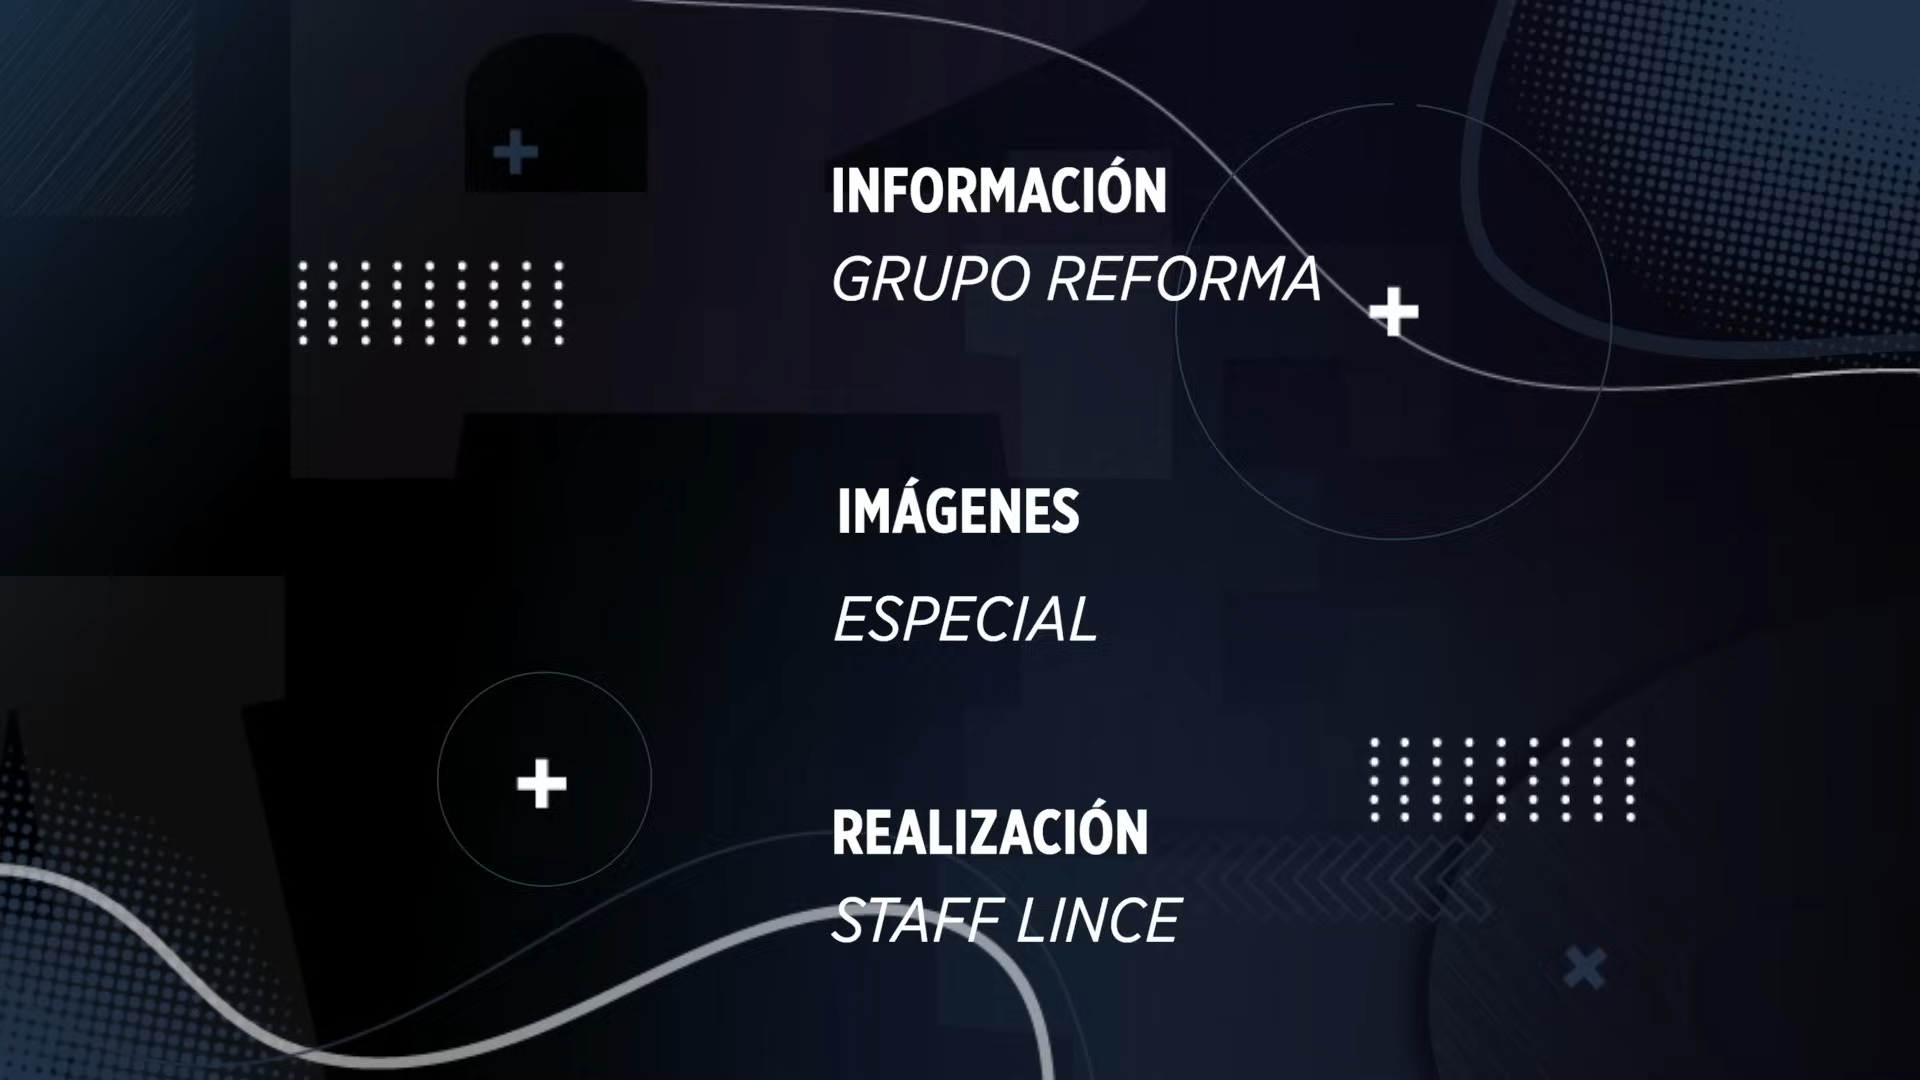 INFORMACIÓN
GRUPO REFORMA
IMÁGENES
ESPECIAL
REALIZACIÓN
STAFF LINCE